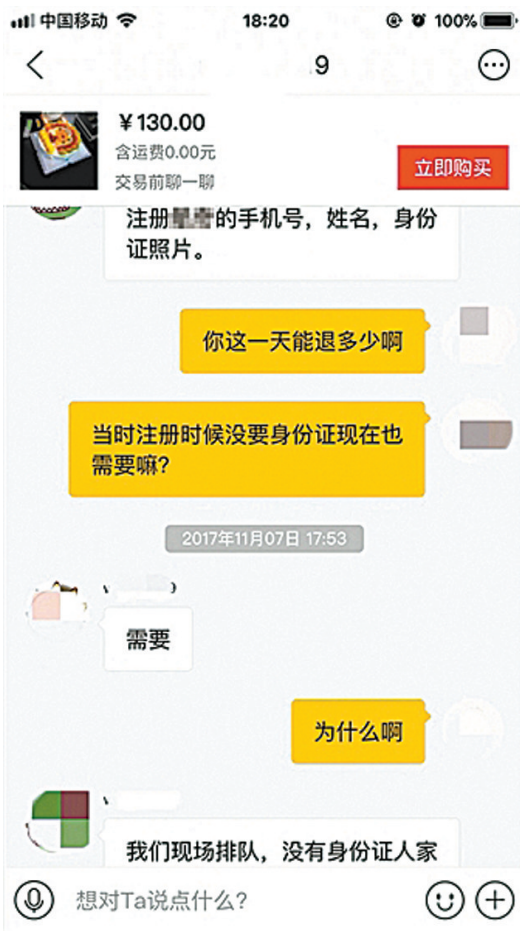 中国移动 18:20 100%
9
¥130.00
含运费0.00元
交易前聊一聊
立即购买
注册的手机号，姓名，身份
证照片。
你这一天能退多少啊
当时注册时候没要身份证现在也
需要嘛?
2017年11月07日 17:53
需要
为什么啊
我们现场排队，没有身份证人家
想对Ta说点什么?